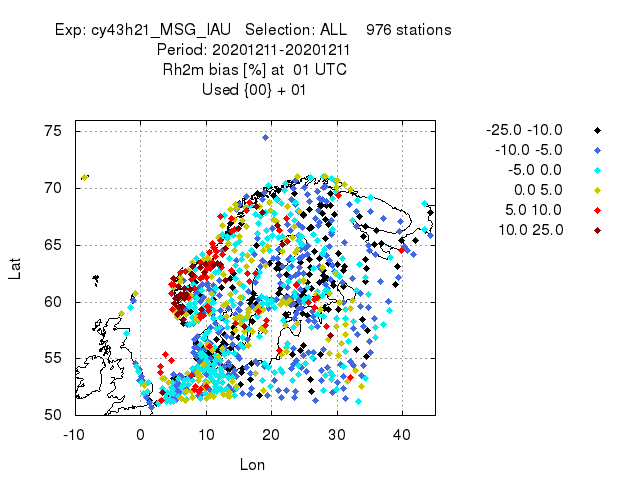 Exp: cy43h21_MSG_IAU   Selection: ALL    976 stations
Period: 20201211-20201211
Rh2m bias [%] at  01 UTC
Used {00} + 01
-25.0 -10.0
-10.0 -5.0
-5.0 0.0
0.0 5.0
5.0 10.0
10.0 25.0
75
70
65
60
55
50
Lat
-10 0 10 20 30 40
Lon